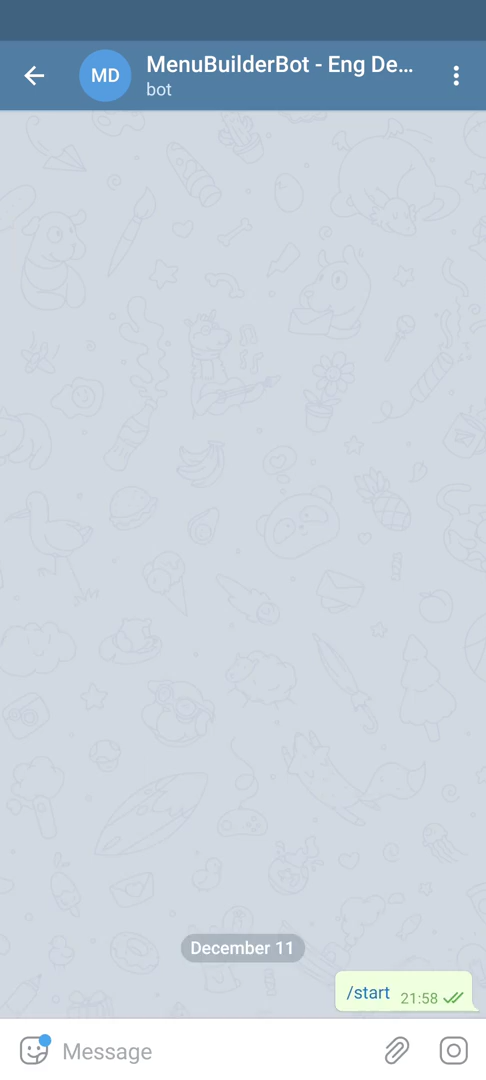 MD
MenuBuilderBot - Eng De...
bot
December 11
/start 21:58
Message